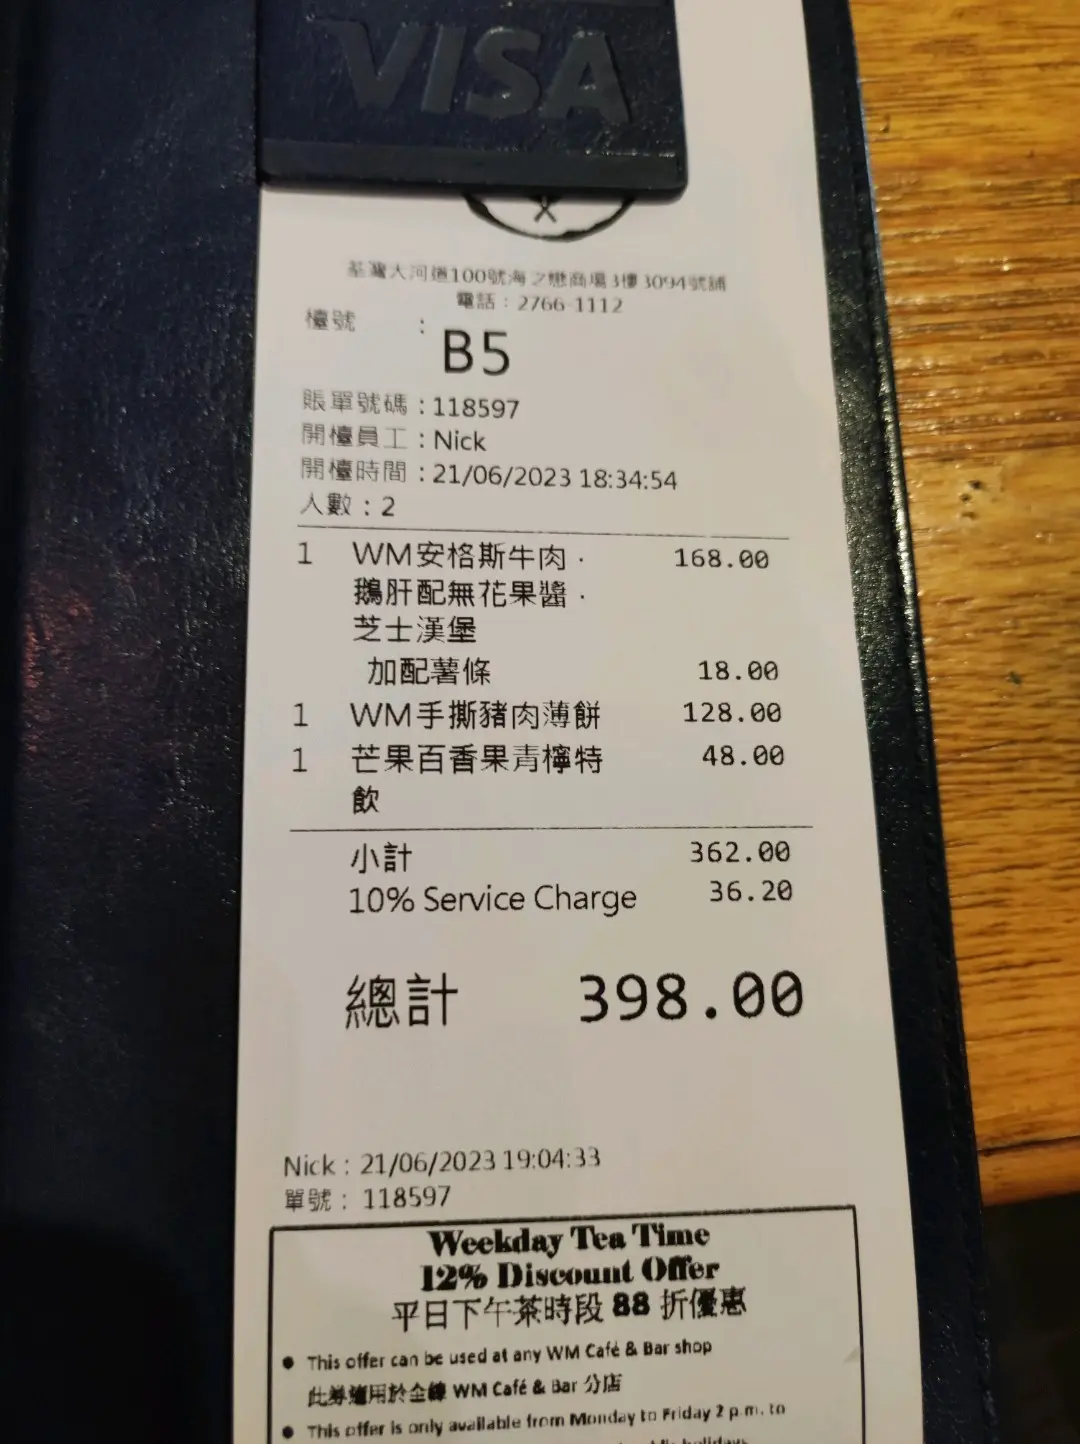 VISA
荃灣大河道100號海之戀商場3樓3094號舖
電話：2766-1112
檯號 :
B5
賬單號碼：118597
開檯員工：Nick
開檯時間：21/06/2023 18:34:54
人數：2
1 WM安格斯牛肉． 168.00
鵝肝配無花果醬．
芝士漢堡
加配薯條 18.00
1 WM手撕豬肉薄餅 128.00
1 芒果百香果青檸特 48.00
飲
小計 362.00
10% Service Charge 36.20
總計 398.00
Nick : 21/06/2023 19:04:33
單號： 118597
Weekday Tea Time
12% Discount Offer
平日下午茶時段 88 折優惠
● This offer can be used at any WM Café & Bar shop
此券適用於全線 WM Café & Bar 分店
● This offer is only available from Monday to Friday 2 p.m. to
holidays